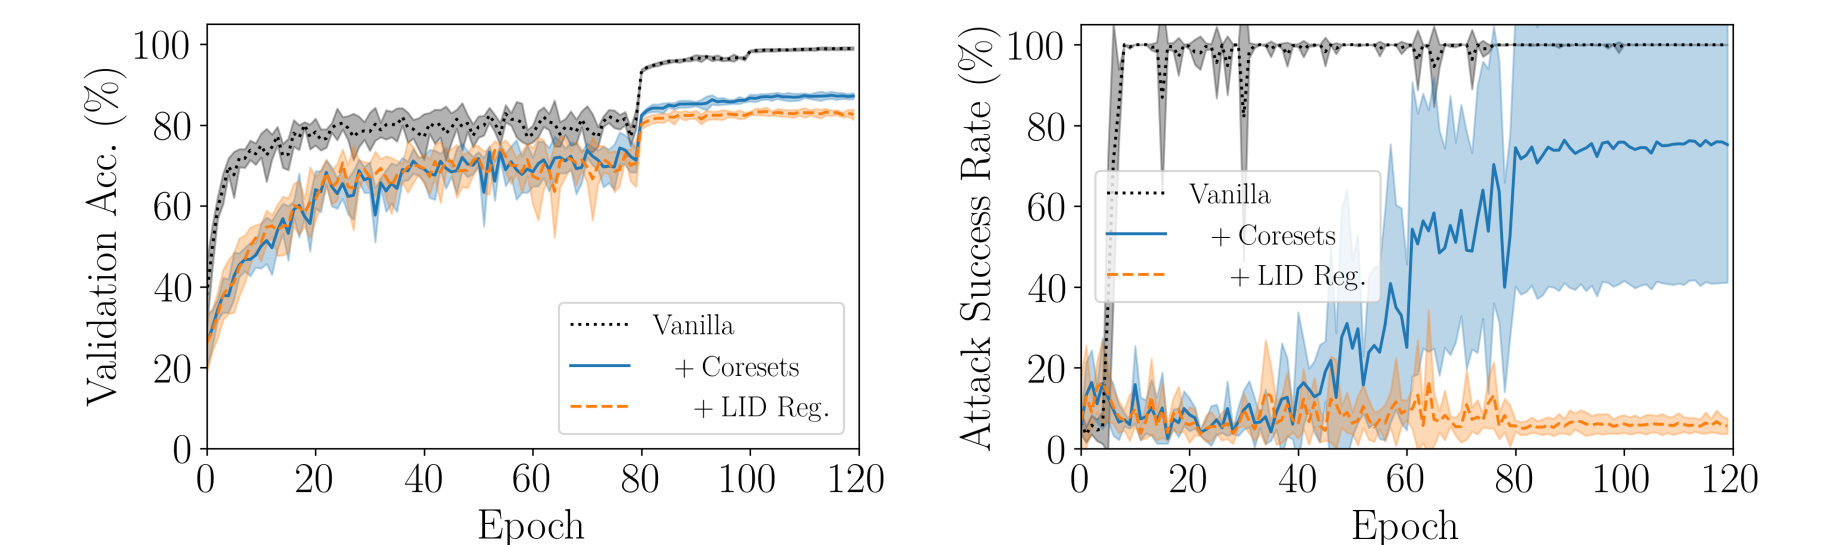 Validation Acc. (%)
100
80
60
40
20
0
0 20 40 60 80 100 120
Epoch
Vanilla
+ Coresets
+ LID Reg.
Attack Success Rate (%)
100
80
60
40
20
0
0 20 40 60 80 100 120
Epoch
Vanilla
+ Coresets
+ LID Reg.